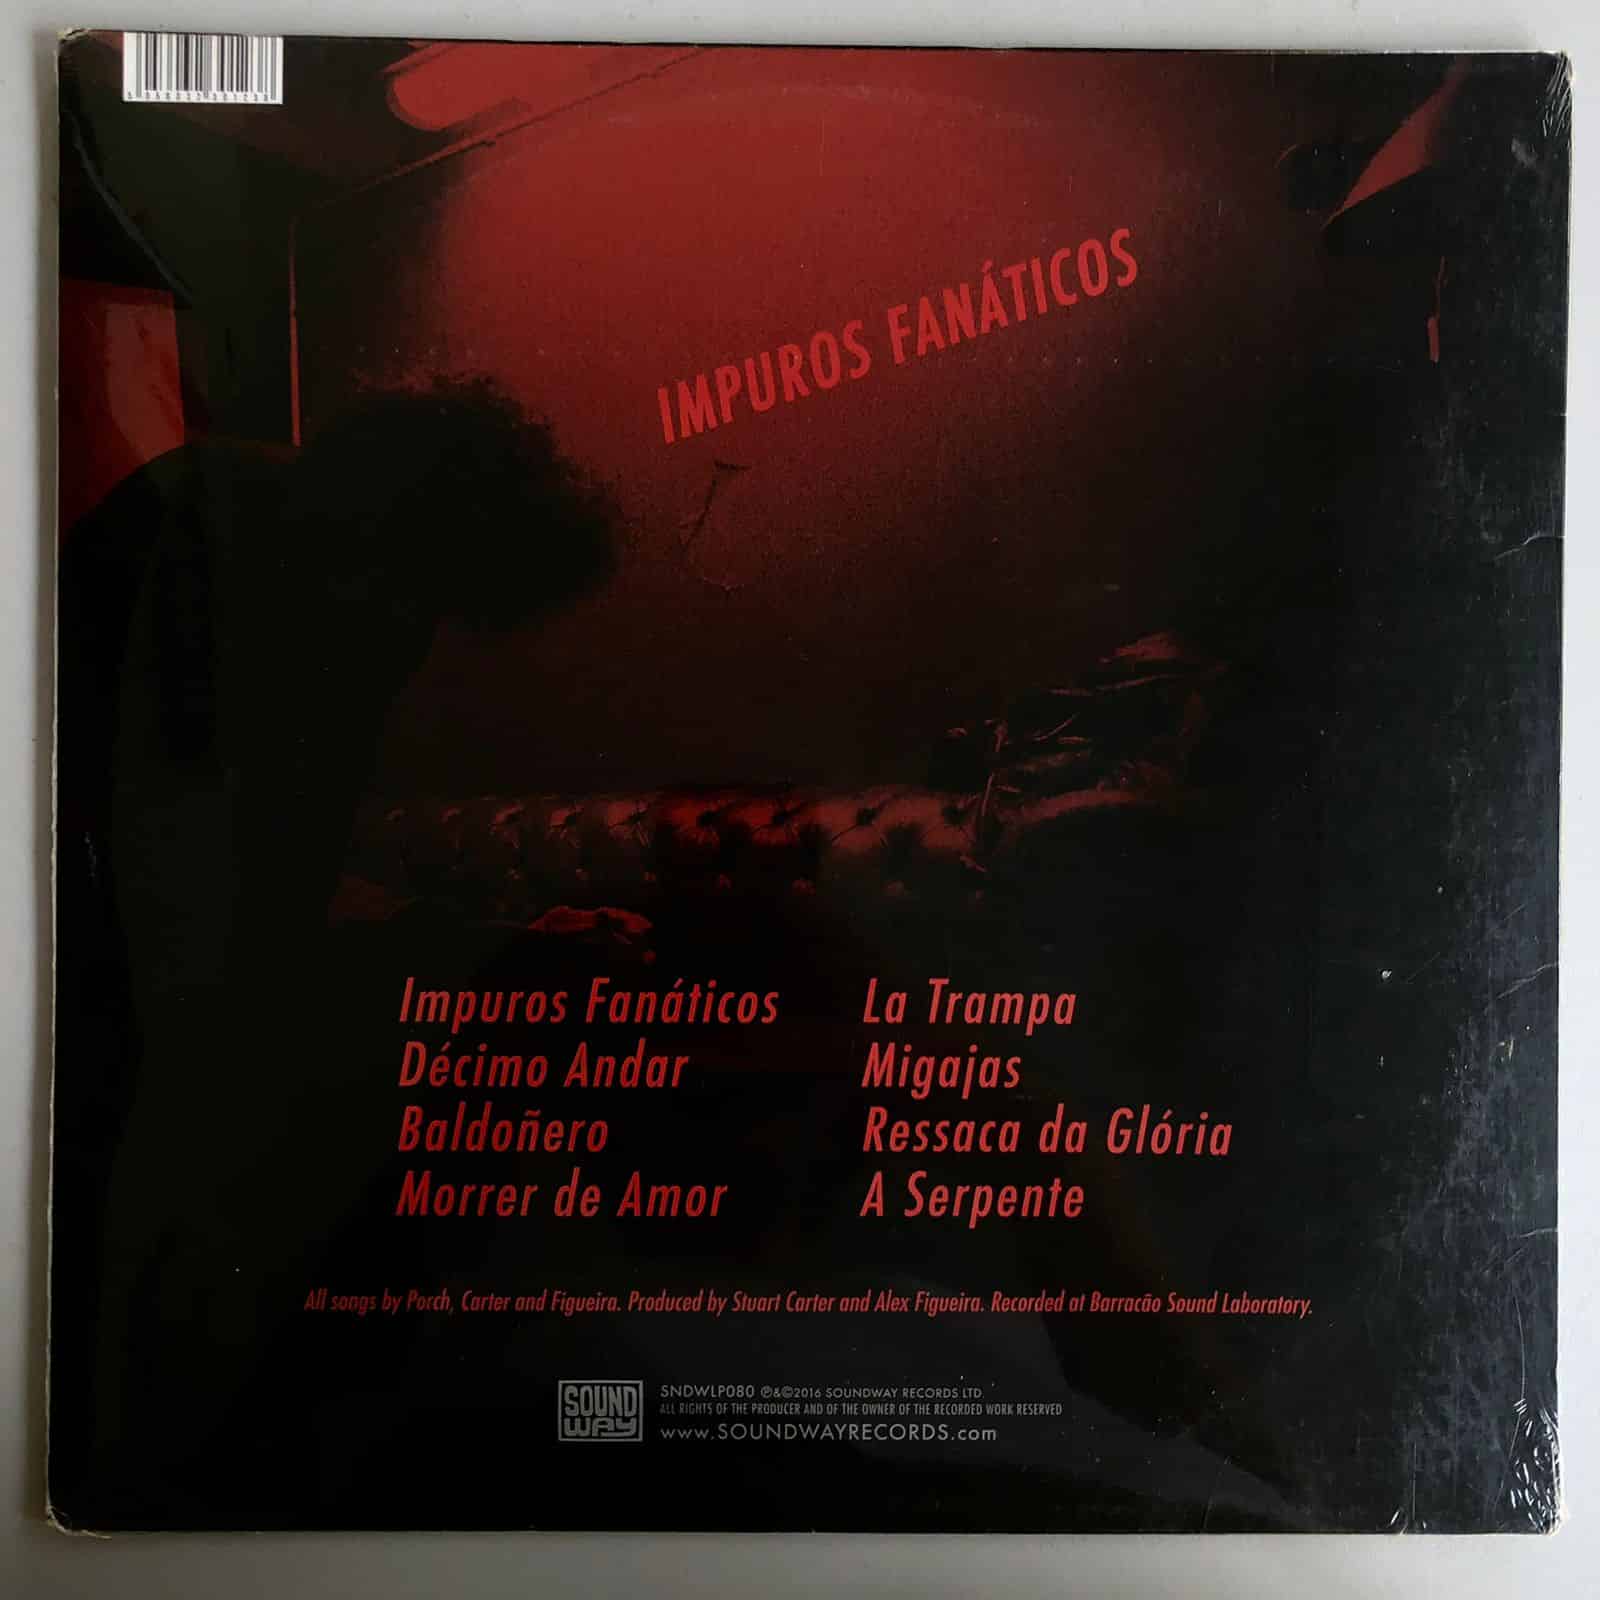 IMPUROS FANÁTICOS
Impuros Fanáticos
Décimo Andar
Baldoñero
Morrer de Amor
La Trampa
Migajas
Ressaca da Glória
A Serpente
All songs by Porch, Carter and Figueira. Produced by Stuart Carter and Alex Figueira. Recorded at Barracão Sound Laboratory.
SOUND
WAY
SNDWLP080 ℗&©2016 SOUNDWAY RECORDS LTD.
ALL RIGHTS OF THE PRODUCER AND OF THE OWNER OF THE RECORDED WORK RESERVED
www.SOUNDWAYRECORDS.com